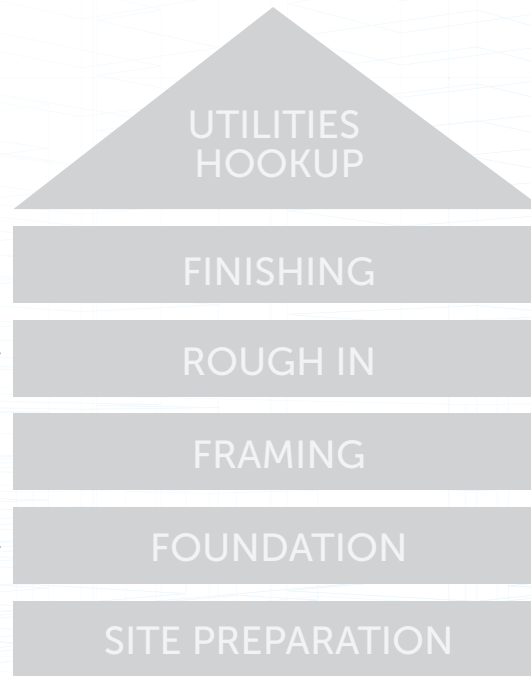 UTILITIES
HOOKUP
FINISHING
ROUGH IN
FRAMING
FOUNDATION
SITE PREPARATION